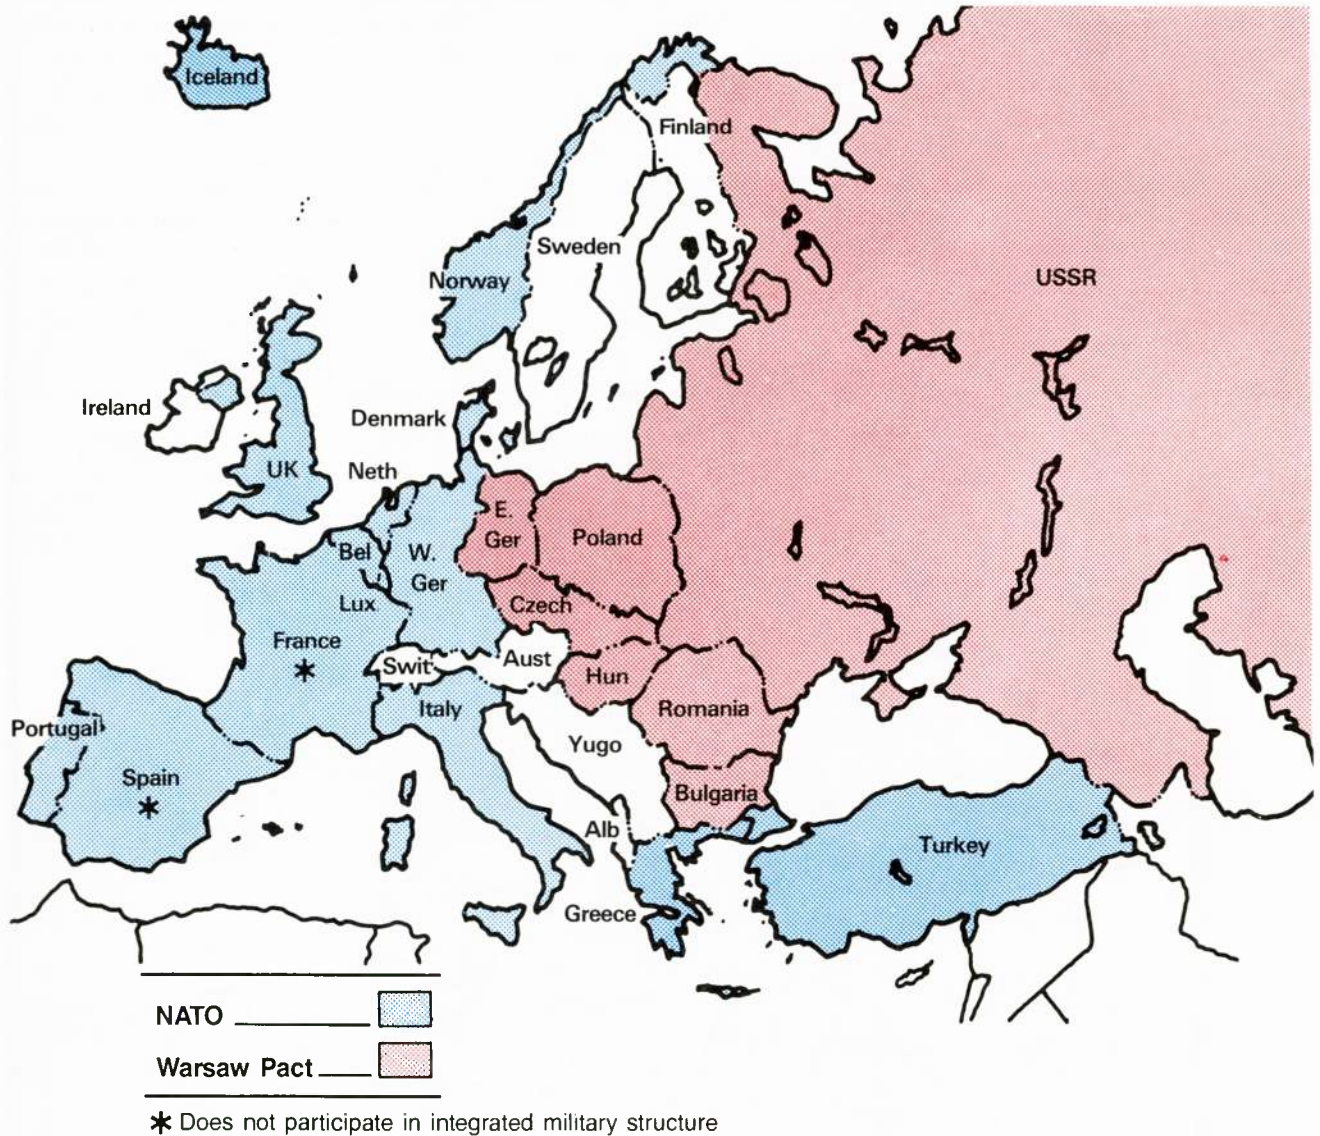 Iceland
Finland
Sweden
Norway
USSR
Ireland
Denmark
UK
Neth
E.
Ger
Poland
Bel
W.
Ger
Lux
Czech
France
*
Swit
Aust
Hun
Italy
Romania
Portugal
Yugo
Spain
*
Bulgaria
Alb
Turkey
Greece
NATO
Warsaw Pact
* Does not participate in integrated military structure